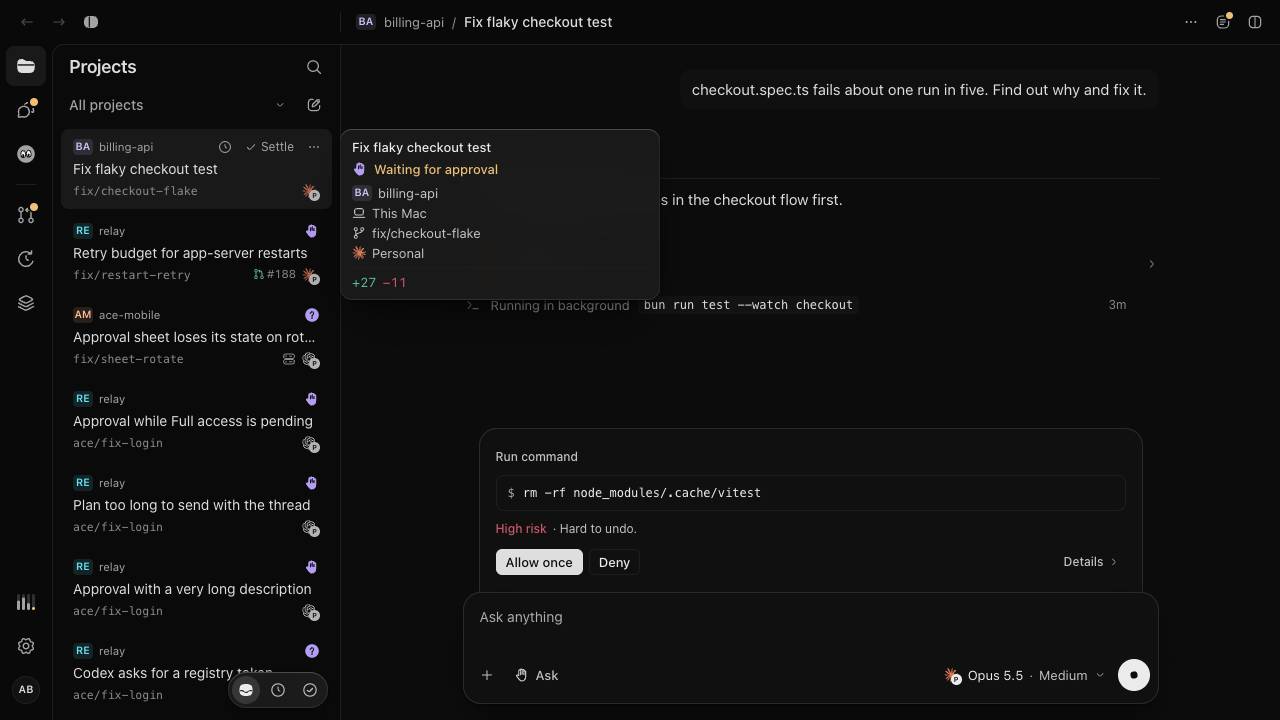 BA billing-api / Fix flaky checkout test
Projects
All projects
BA billing-api Settle
Fix flaky checkout test
fix/checkout-flake
P
RE relay
Retry budget for app-server restarts
fix/restart-retry #188
P
AM ace-mobile ?
Approval sheet loses its state on rot...
fix/sheet-rotate
P
RE relay
Approval while Full access is pending
ace/fix-login
P
RE relay
Plan too long to send with the thread
ace/fix-login
P
RE relay
Approval with a very long description
ace/fix-login
P
RE relay ?
Codex asks for a registry token
ace/fix-login
AB
checkout.spec.ts fails about one run in five. Find out why and fix it.
Fix flaky checkout test
Waiting for approval
BA billing-api
This Mac
fix/checkout-flake
Personal
+27 −11
s in the checkout flow first.
Running in background bun run test --watch checkout 3m
Run command
$ rm -rf node_modules/.cache/vitest
High risk · Hard to undo.
Allow once Deny Details
Ask anything
Ask P Opus 5.5 · Medium